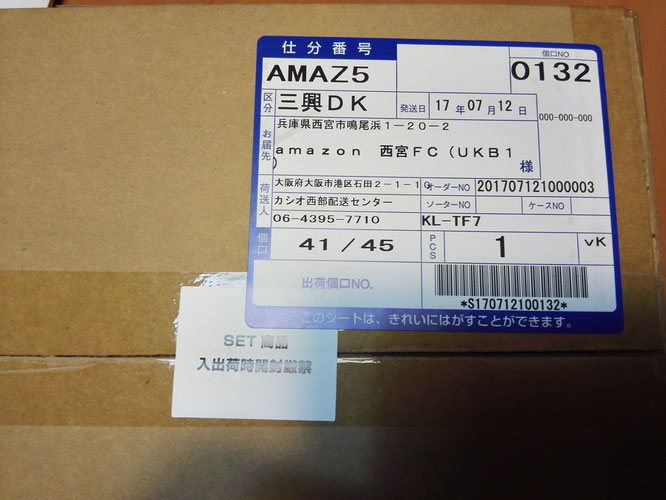 仕分番号
AMAZ5
個口NO
0132
区分
三興DK
発送日 17年07月12日
000-000-000
お届先
兵庫県西宮市鳴尾浜1-20-2
amazon 西宮FC(UKB1
)
様
荷送人
大阪府大阪市港区石田2-1-10
オーダーNO 201707121000003
カシオ西部配送センター
ソーターNO
ケースNO
06-4395-7710
KL-TF7
個口
41/45
PCS
1
vK
出荷個口NO.
*S170712100132*
このシートは、きれいにはがすことができます。
SET商品
入出荷時開封厳禁